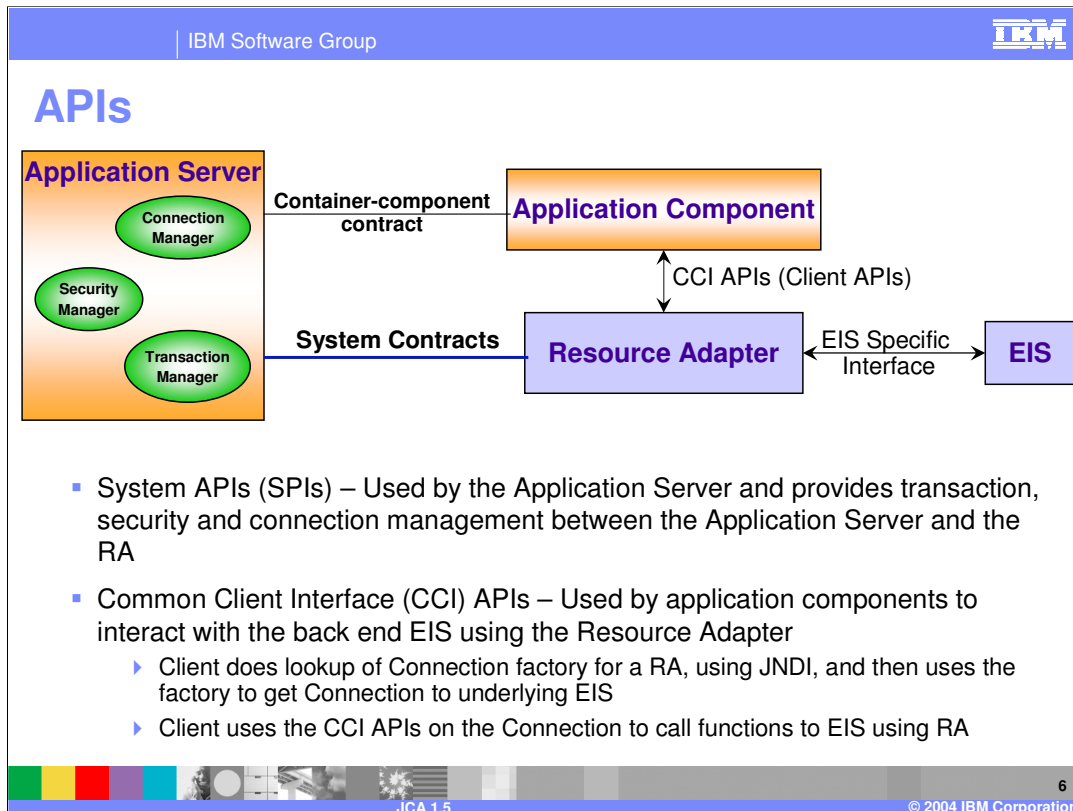 IBM Software Group
IBM
APIs
Application Server
Connection
Manager
Security
Manager
Transaction
Manager
Container-component
contract
Application Component
CCI APIs (Client APIs)
System Contracts
Resource Adapter
EIS Specific
Interface
EIS
System APIs (SPIs) – Used by the Application Server and provides transaction,
security and connection management between the Application Server and the
RA
Common Client Interface (CCI) APIs – Used by application components to
interact with the back end EIS using the Resource Adapter
Client does lookup of Connection factory for a RA, using JNDI, and then uses the
factory to get Connection to underlying EIS
Client uses the CCI APIs on the Connection to call functions to EIS using RA
6
JCA 1.5
© 2004 IBM Corporation